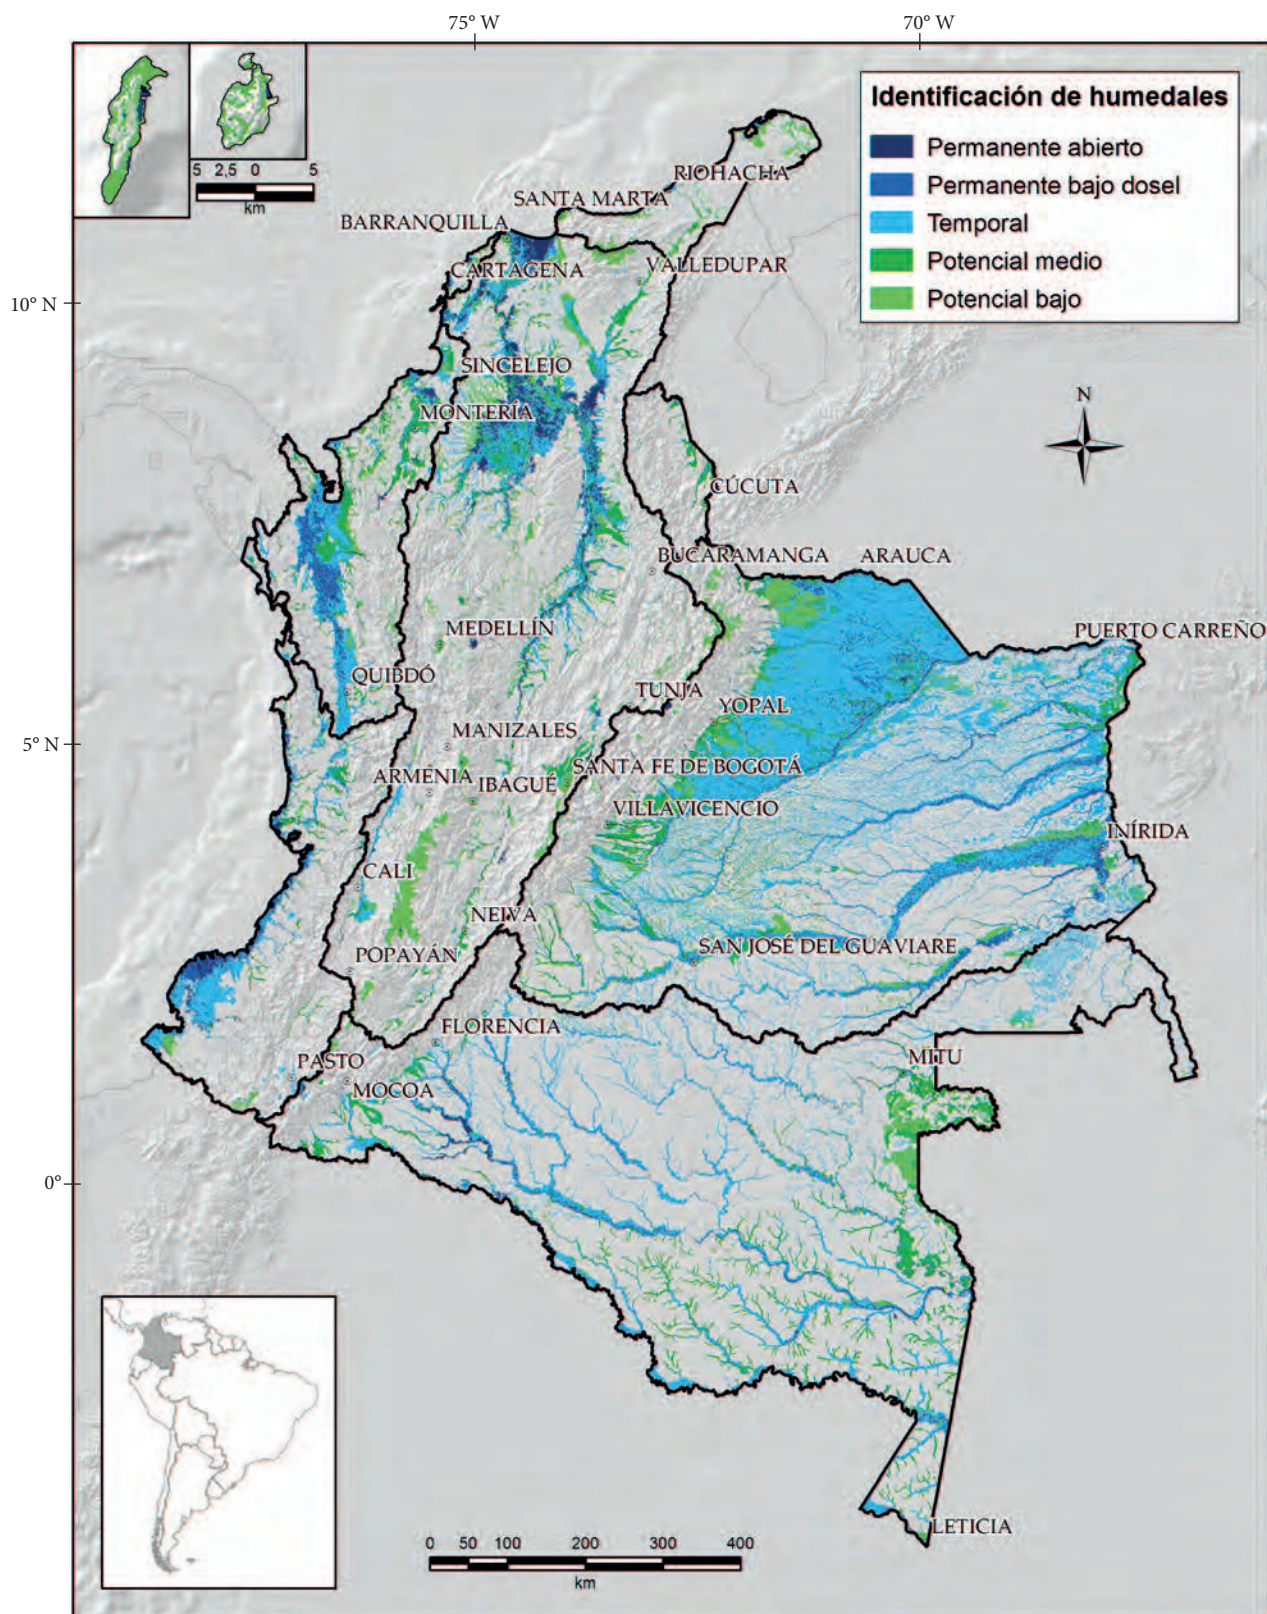 75° W
70° W
5 2,5 0 5
km
Identificación de humedales
Permanente abierto
Permanente bajo dosel
Temporal
Potencial medio
Potencial bajo
RIOHACHA
SANTA MARTA
BARRANQUILLA
CARTAGENA
VALLEDUPAR
10° N
SINCELEJO
MONTERÍA
N
CÚCUTA
BUCARAMANGA
ARAUCA
MEDELLÍN
PUERTO CARREÑO
QUIBDÓ
TUNJA
YOPAL
MANIZALES
5° N
SANTA FE DE BOGOTÁ
ARMENIA
IBAGUÉ
VILLAVICENCIO
INÍRIDA
CALI
NEIVA
SAN JOSÉ DEL GUAVIARE
POPAYÁN
FLORENCIA
MITU
PASTO
MOCOA
0°
LETICIA
0 50 100 200 300 400
km